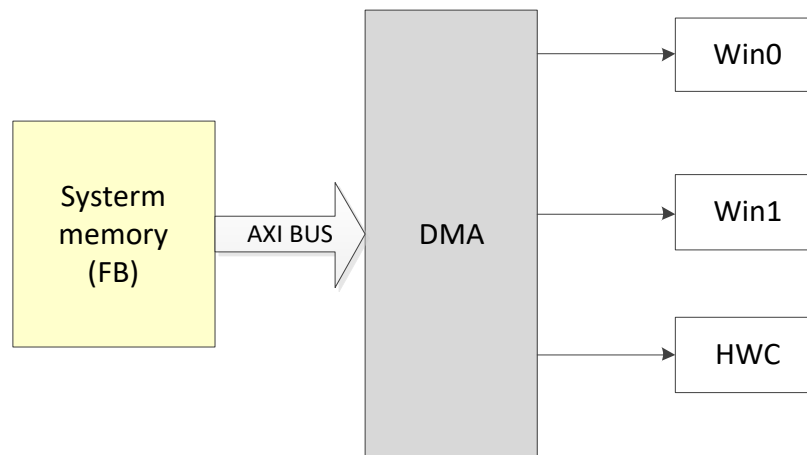 Systerm
memory
(FB)
AXI BUS
DMA
Win0
Win1
HWC